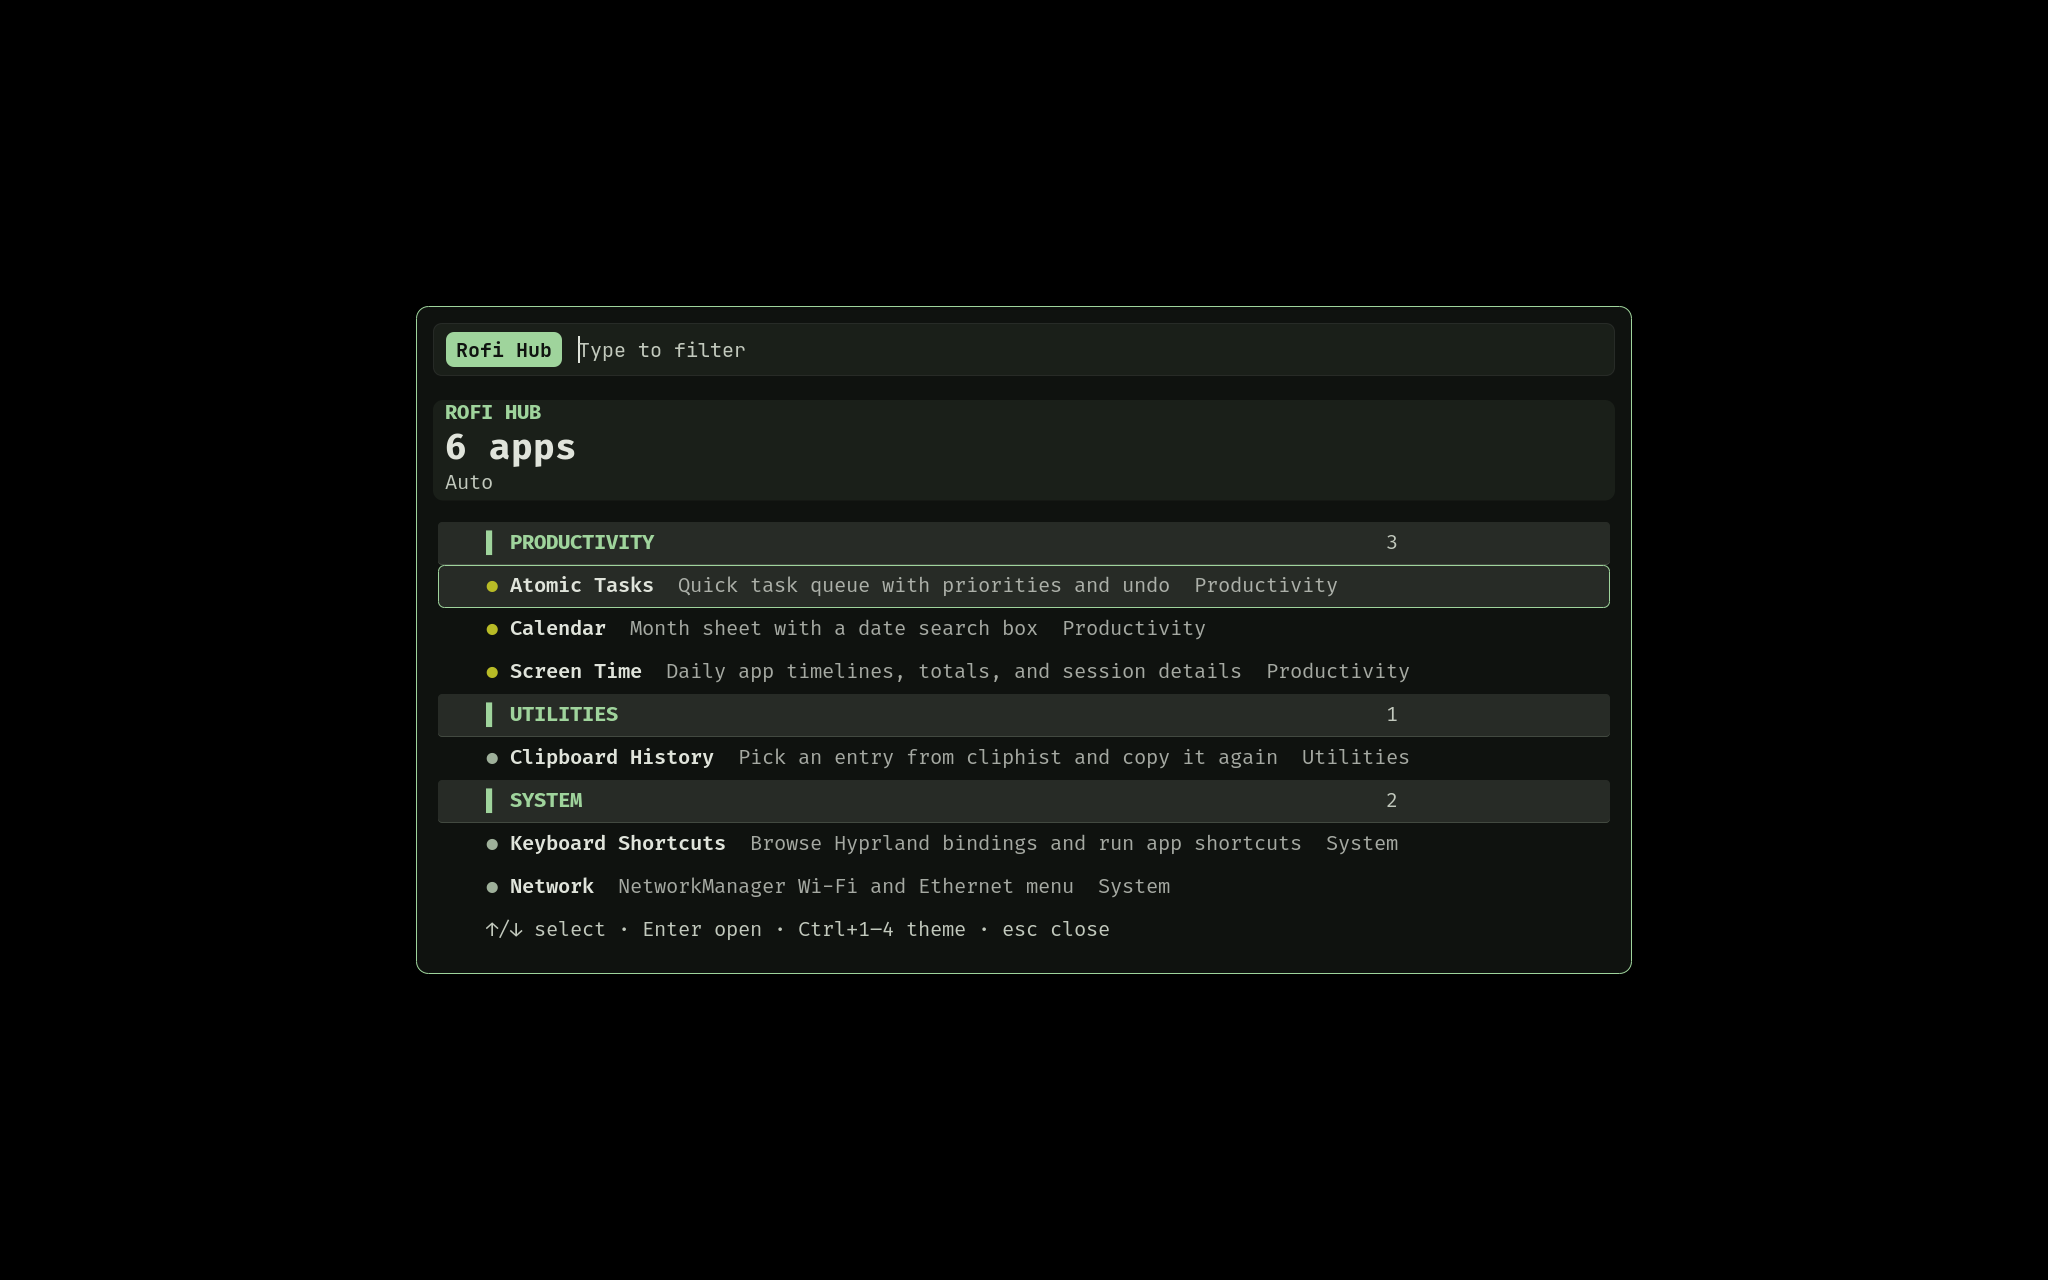 Rofi Hub Type to filter
ROFI HUB
6 apps
Auto
PRODUCTIVITY 3
Atomic Tasks Quick task queue with priorities and undo Productivity
Calendar Month sheet with a date search box Productivity
Screen Time Daily app timelines, totals, and session details Productivity
UTILITIES 1
Clipboard History Pick an entry from cliphist and copy it again Utilities
SYSTEM 2
Keyboard Shortcuts Browse Hyprland bindings and run app shortcuts System
Network NetworkManager Wi-Fi and Ethernet menu System
↑/↓ select · Enter open · Ctrl+1–4 theme · esc close